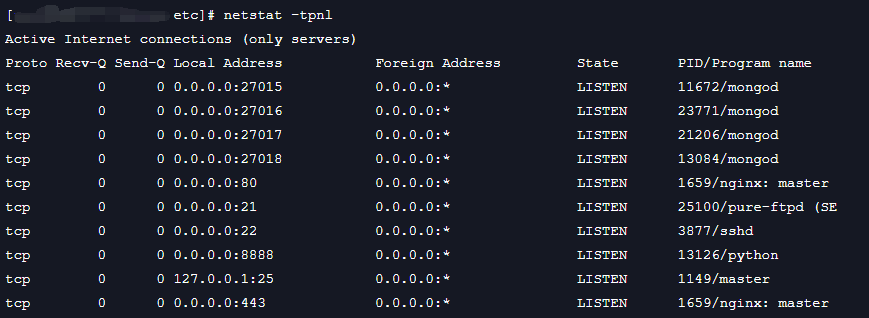 [ etc]# netstat -tpnl
Active Internet connections (only servers)
Proto Recv-Q Send-Q Local Address Foreign Address State PID/Program name
tcp 0 0 0.0.0.0:27015 0.0.0.0:* LISTEN 11672/mongod
tcp 0 0 0.0.0.0:27016 0.0.0.0:* LISTEN 23771/mongod
tcp 0 0 0.0.0.0:27017 0.0.0.0:* LISTEN 21206/mongod
tcp 0 0 0.0.0.0:27018 0.0.0.0:* LISTEN 13084/mongod
tcp 0 0 0.0.0.0:80 0.0.0.0:* LISTEN 1659/nginx: master
tcp 0 0 0.0.0.0:21 0.0.0.0:* LISTEN 25100/pure-ftpd (SE
tcp 0 0 0.0.0.0:22 0.0.0.0:* LISTEN 3877/sshd
tcp 0 0 0.0.0.0:8888 0.0.0.0:* LISTEN 13126/python
tcp 0 0 127.0.0.1:25 0.0.0.0:* LISTEN 1149/master
tcp 0 0 0.0.0.0:443 0.0.0.0:* LISTEN 1659/nginx: master